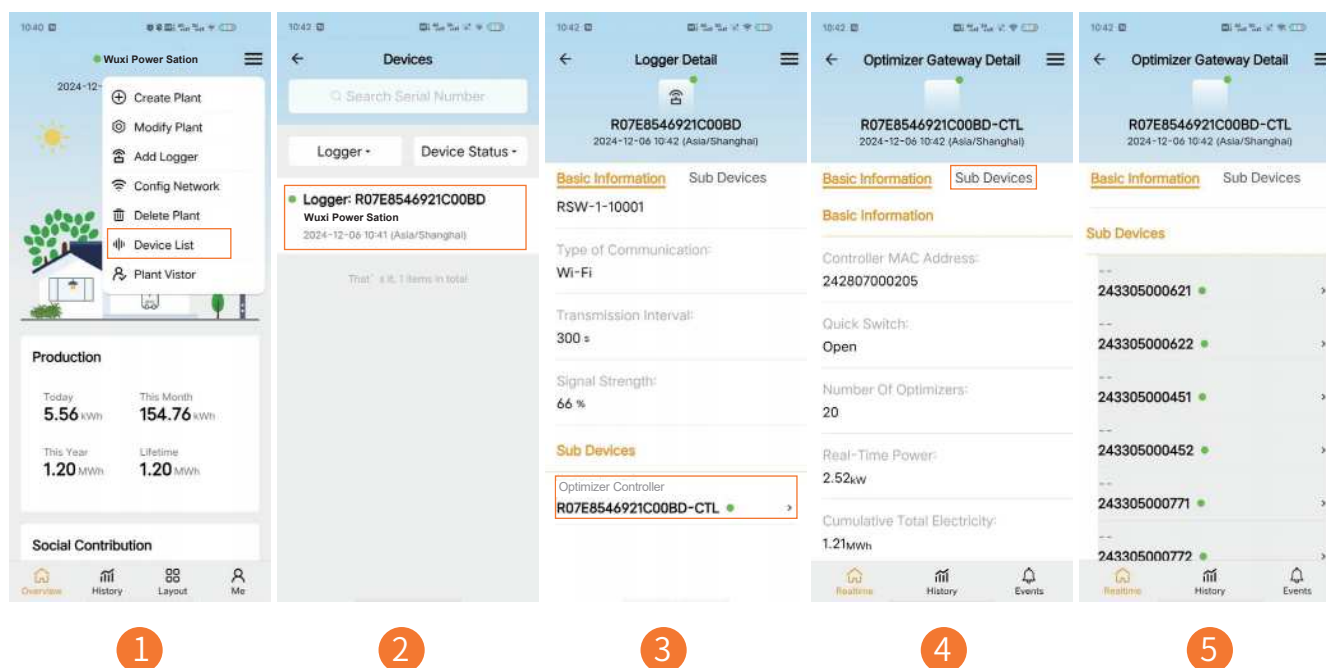 10:40
Wuxi Power Sation
2024-12-
Create Plant
Modify Plant
Add Logger
Config Network
Delete Plant
Device List
Plant Vistor
Production
Today
This Month
5.56 kWh
154.76 kWh
This Year
Lifetime
1.20 MWh
1.20 MWh
Social Contribution
Overview
History
Layout
Me
1
10:42
Devices
Search Serial Number
Logger
Device Status
Logger: R07E8546921C00BD
Wuxi Power Sation
2024-12-06 10:41 (Asia/Shanghai)
That's it, 1 items in total
2
10:42
Logger Detail
R07E8546921C00BD
2024-12-06 10:42 (Asia/Shanghai)
Basic Information
Sub Devices
RSW-1-10001
Type of Communication:
Wi-Fi
Transmission Interval:
300 s
Signal Strength:
66 %
Sub Devices
Optimizer Controller
R07E8546921C00BD-CTL
3
10:42
Optimizer Gateway Detail
R07E8546921C00BD-CTL
2024-12-06 10:42 (Asia/Shanghai)
Basic Information
Sub Devices
Basic Information
Controller MAC Address:
242807000205
Quick Switch:
Open
Number Of Optimizers:
20
Real-Time Power:
2.52kW
Cumulative Total Electricity:
1.21MWh
Realtime
History
Events
4
10:42
Optimizer Gateway Detail
R07E8546921C00BD-CTL
2024-12-06 10:42 (Asia/Shanghai)
Basic Information
Sub Devices
Sub Devices
--
243305000621
--
243305000622
--
243305000451
--
243305000452
--
243305000771
--
243305000772
Realtime
History
Events
5